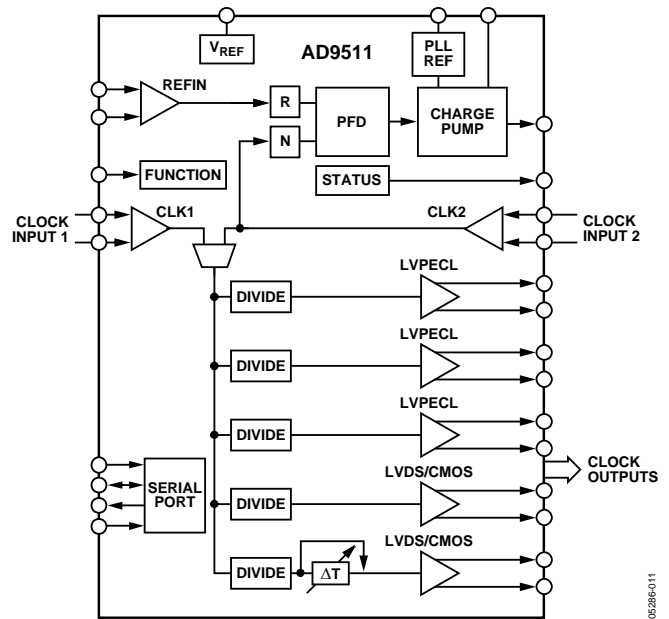 V_REF
AD9511
PLL
REF
REFIN
R
PFD
CHARGE
PUMP
N
FUNCTION
STATUS
CLOCK
INPUT 1
CLK1
CLK2
CLOCK
INPUT 2
DIVIDE
LVPECL
DIVIDE
LVPECL
DIVIDE
LVPECL
SERIAL
PORT
DIVIDE
LVDS/CMOS
CLOCK
OUTPUTS
DIVIDE
ΔT
LVDS/CMOS
05286-011